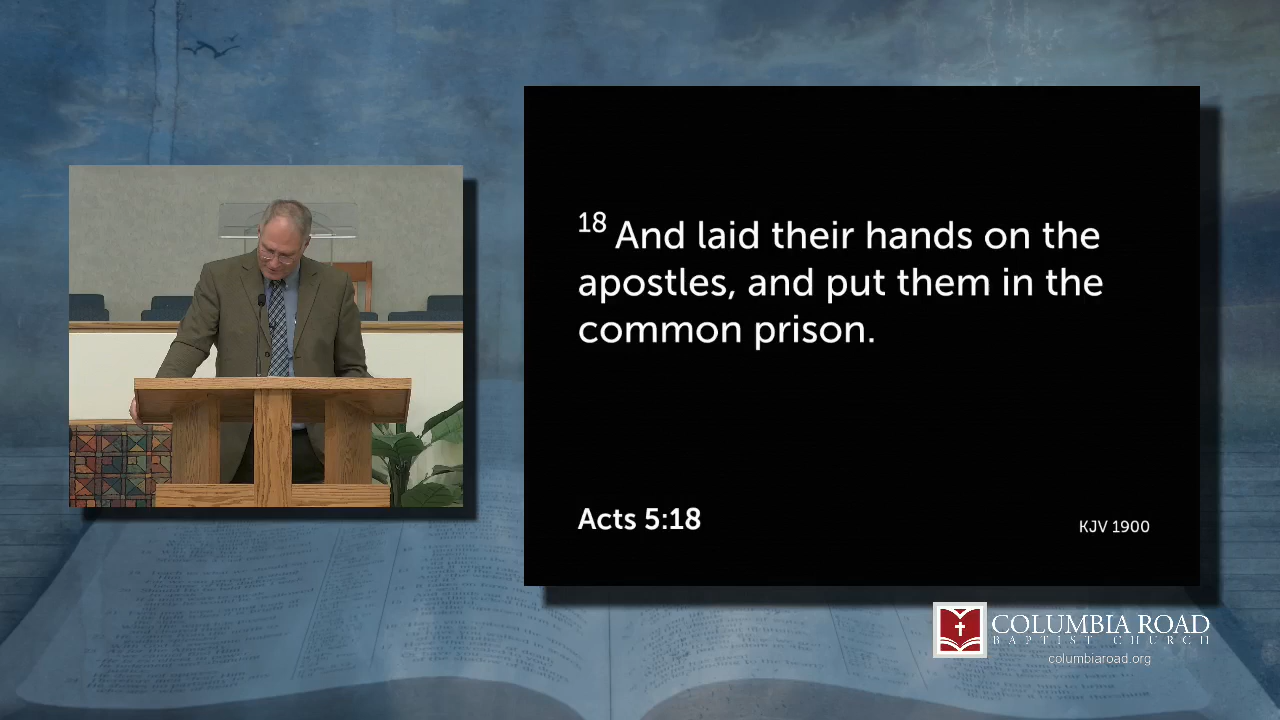 18 And laid their hands on the
apostles, and put them in the
common prison.
Acts 5:18
KJV 1900
COLUMBIA ROAD
BAPTIST CHURCH
columbiaroad.org